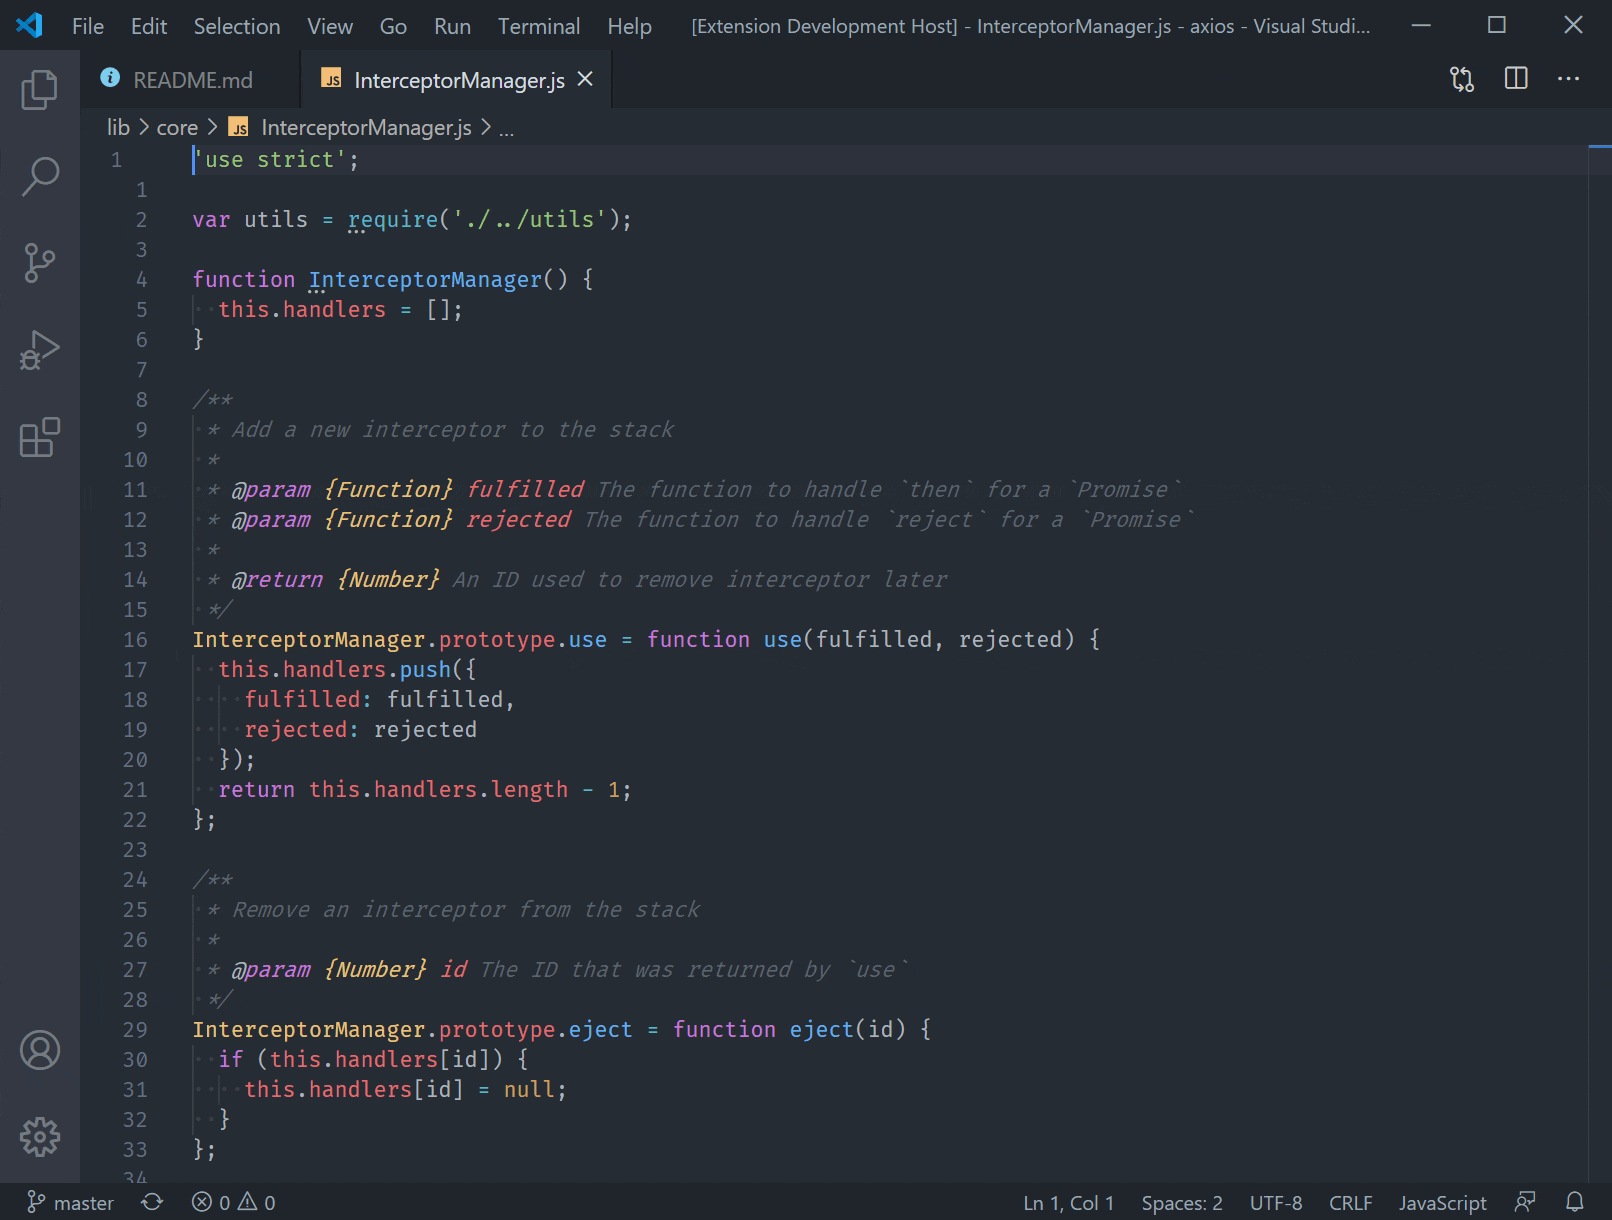 File Edit Selection View Go Run Terminal Help [Extension Development Host] - InterceptorManager.js - axios - Visual Studi...
README.md JS InterceptorManager.js
lib > core > JS InterceptorManager.js > ...
1 'use strict';
1
2 var utils = require('./../utils');
3
4 function InterceptorManager() {
5 this.handlers = [];
6 }
7
8 /**
9 * Add a new interceptor to the stack
10 *
11 * @param {Function} fulfilled The function to handle `then` for a `Promise`
12 * @param {Function} rejected The function to handle `reject` for a `Promise`
13 *
14 * @return {Number} An ID used to remove interceptor later
15 */
16 InterceptorManager.prototype.use = function use(fulfilled, rejected) {
17 this.handlers.push({
18 fulfilled: fulfilled,
19 rejected: rejected
20 });
21 return this.handlers.length - 1;
22 };
23
24 /**
25 * Remove an interceptor from the stack
26 *
27 * @param {Number} id The ID that was returned by `use`
28 */
29 InterceptorManager.prototype.eject = function eject(id) {
30 if (this.handlers[id]) {
31 this.handlers[id] = null;
32 }
33 };
34
master 0 0 Ln 1, Col 1 Spaces: 2 UTF-8 CRLF JavaScript